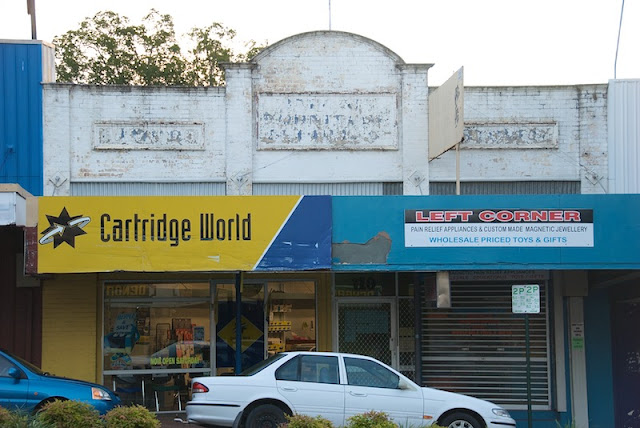 Cartridge World
LEFT CORNER
PAIN RELIEF APPLIANCES & CUSTOM MADE MAGNETIC JEWELLERY
WHOLESALE PRICED TOYS & GIFTS
2P 2P
NOW OPEN SATURDAY